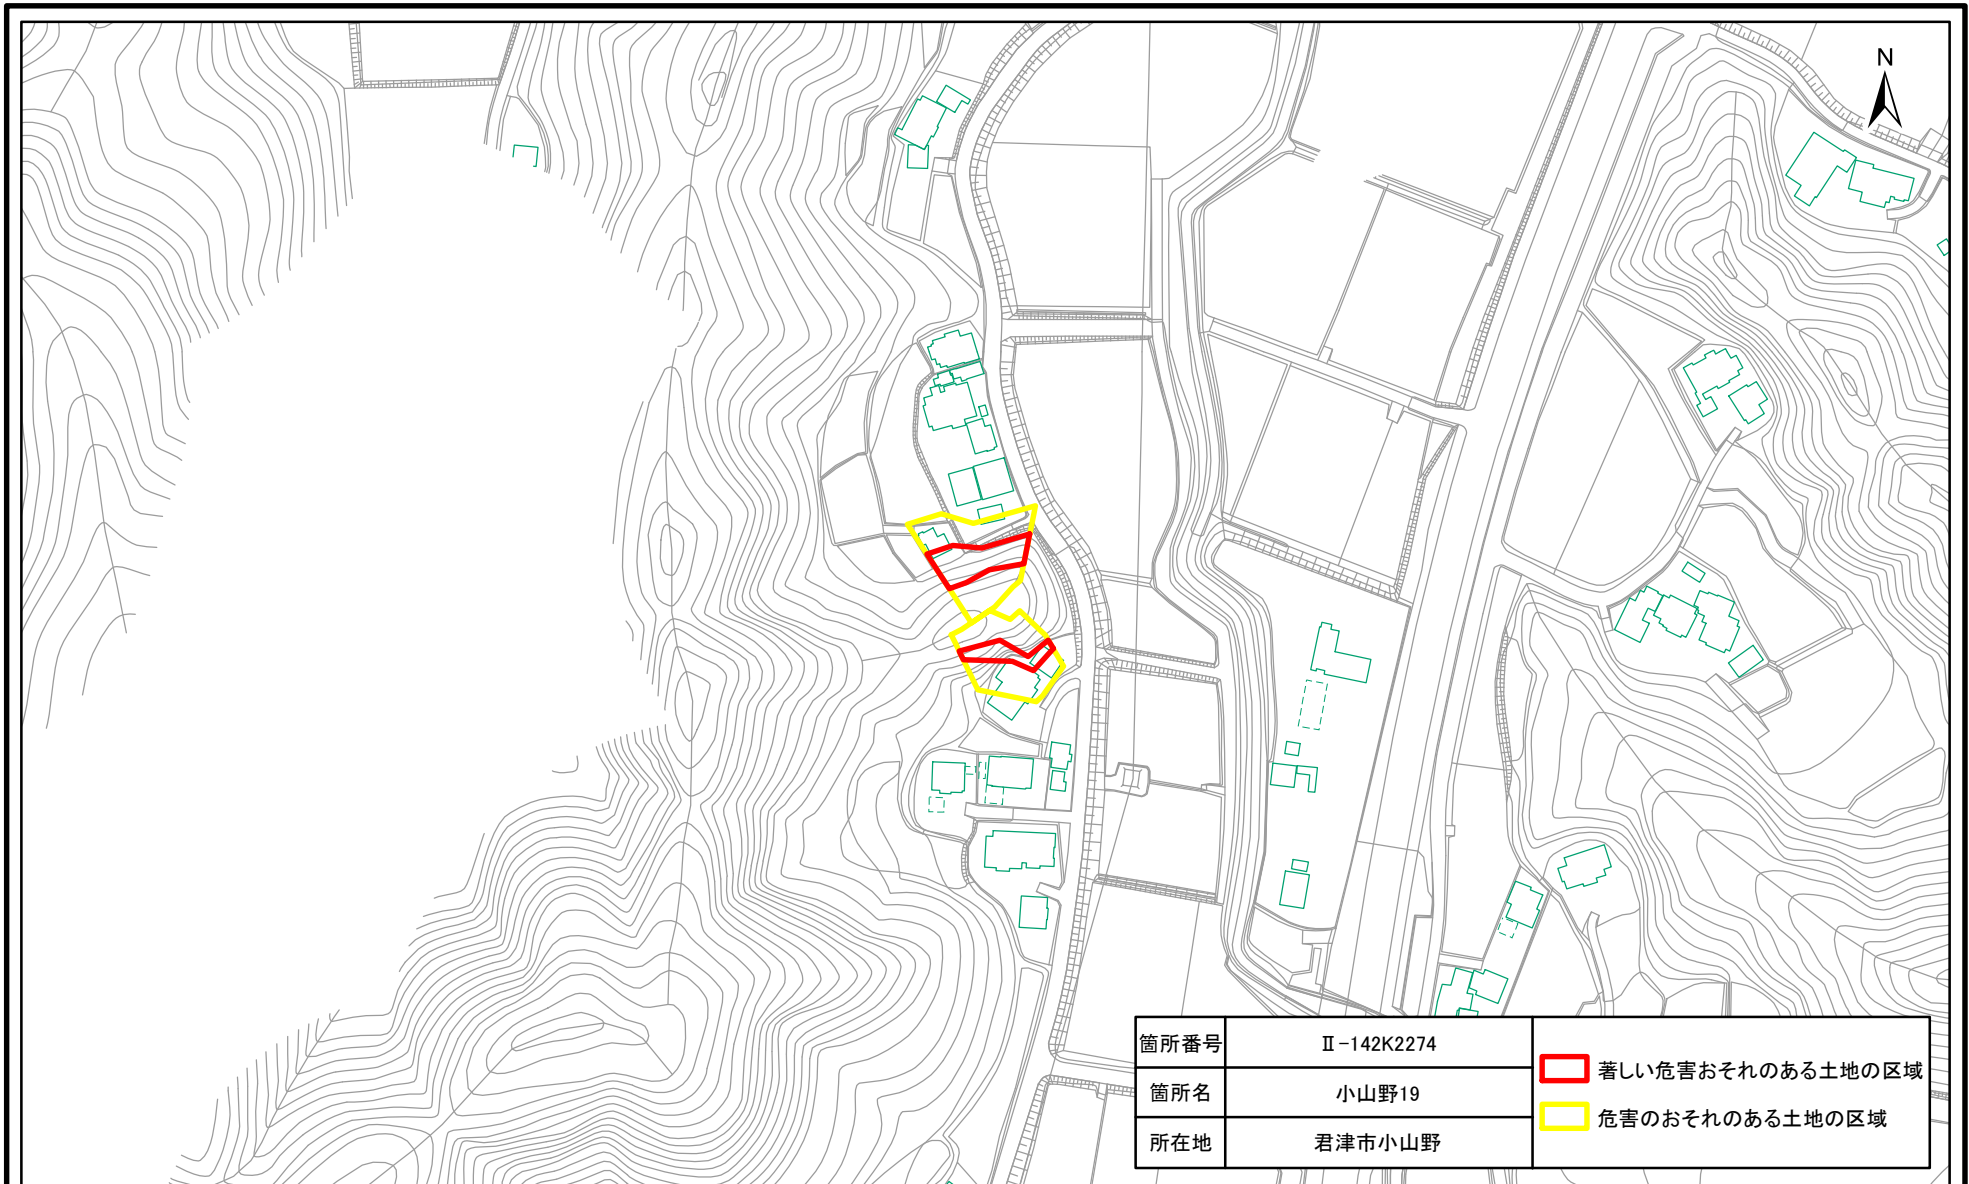 N
箇所番号 Ⅱ-142K2274
箇所名 小山野19
所在地 君津市小山野
著しい危害おそれのある土地の区域
危害のおそれのある土地の区域